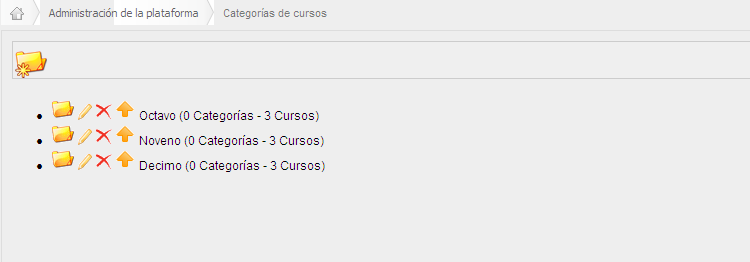 Administración de la plataforma Categorías de cursos
Octavo (0 Categorías - 3 Cursos)
Noveno (0 Categorías - 3 Cursos)
Decimo (0 Categorías - 3 Cursos)